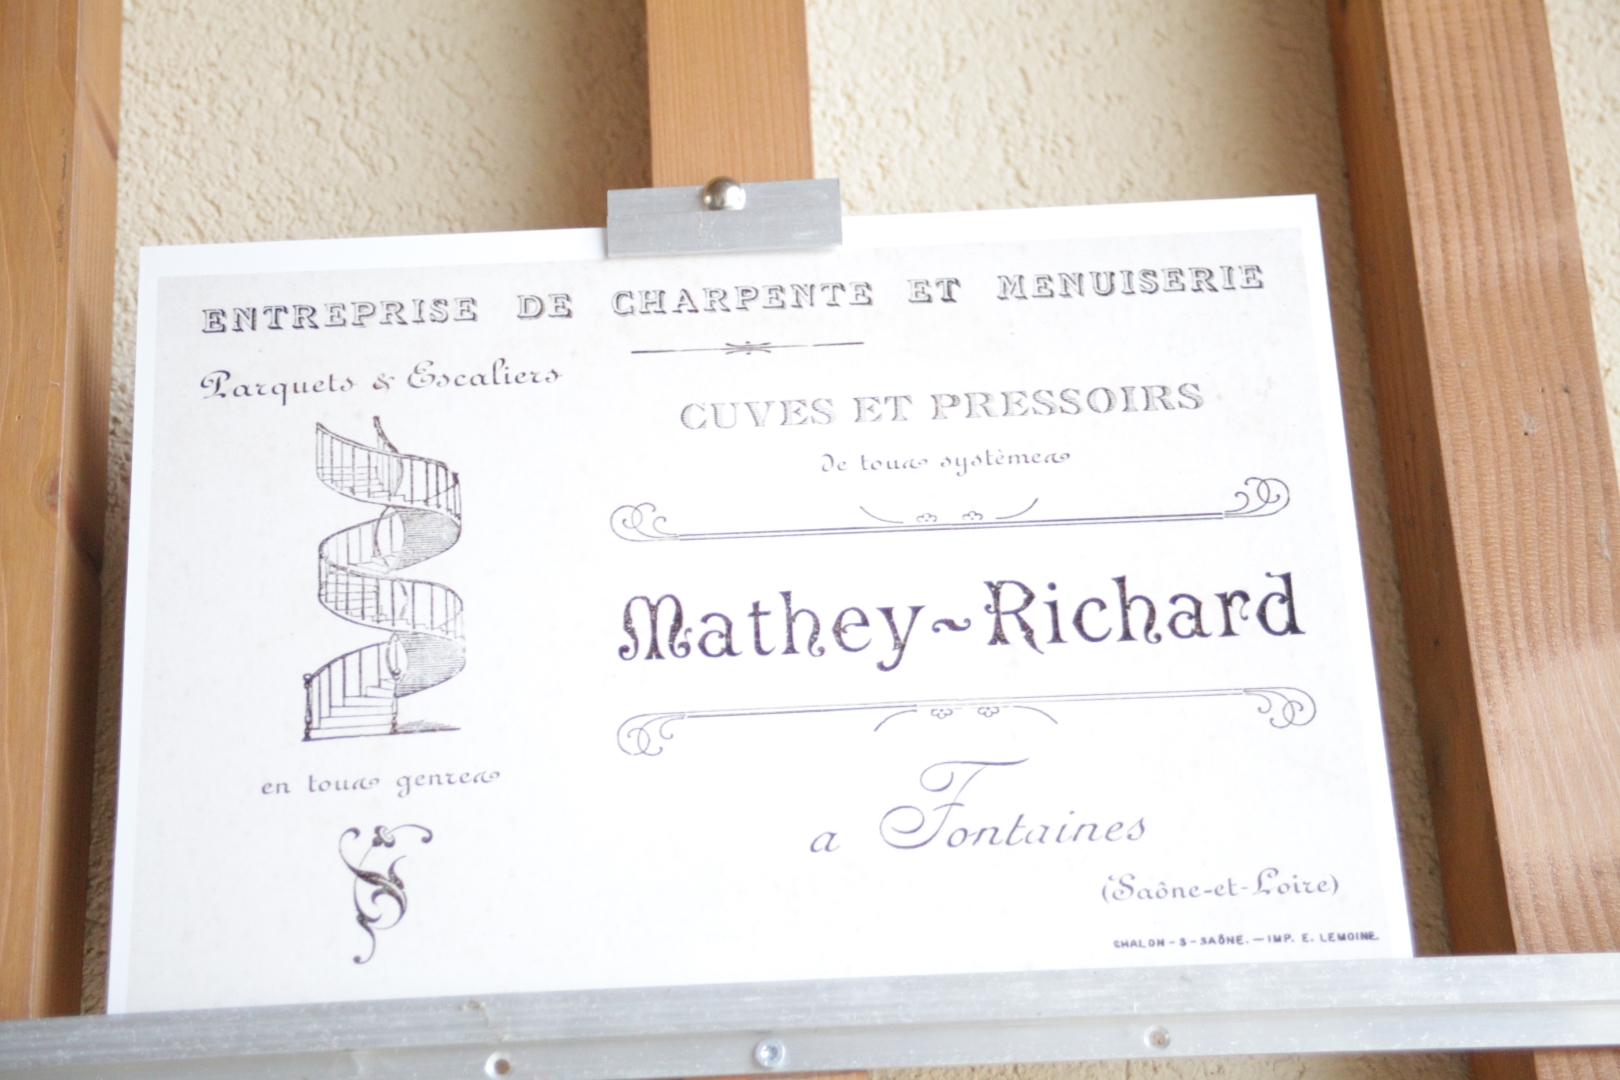 ENTREPRISE DE CHARPENTE ET MENUISERIE
Parquets & Escaliers
en tous genres
CUVES ET PRESSOIRS
de tous systèmes
Mathey~Richard
a Fontaines
(Saône-et-Loire)
CHALON-S-SAÔNE. — IMP. E. LEMOINE.